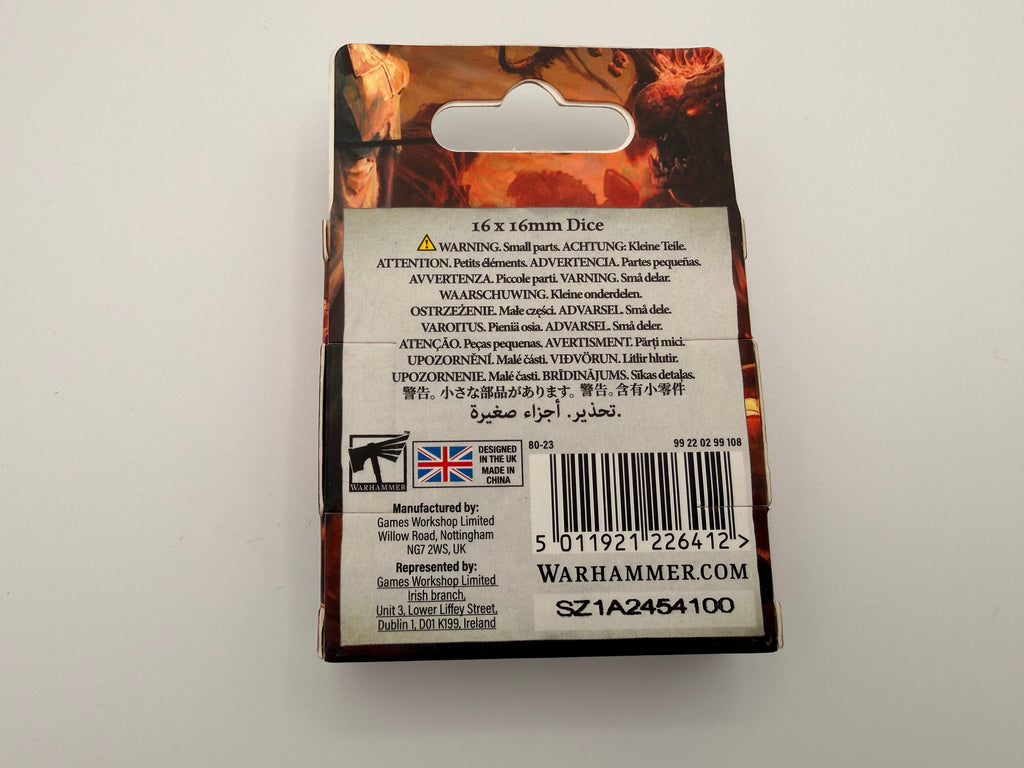 16 x 16mm Dice
⚠ WARNING. Small parts. ACHTUNG: Kleine Teile.
ATTENTION. Petits éléments. ADVERTENCIA. Partes pequeñas.
AVVERTENZA. Piccole parti. VARNING. Små delar.
WAARSCHUWING. Kleine onderdelen.
OSTRZEŻENIE. Małe części. ADVARSEL. Små dele.
VAROITUS. Pieniä osia. ADVARSEL. Små deler.
ATENÇÃO. Peças pequenas. AVERTISMENT. Părți mici.
UPOZORNĚNÍ. Malé části. VIÐVÖRUN. Litlir hlutir.
UPOZORNENIE. Malé časti. BRĪDINĀJUMS. Sīkas detaļas.
警告。小さな部品があります。警告。含有小零件
تحذير. أجزاء صغيرة.
WARHAMMER™
DESIGNED
IN THE UK
MADE IN
CHINA
80-23
99 22 02 99 108
5 011921 226412 >
Manufactured by:
Games Workshop Limited
Willow Road, Nottingham
NG7 2WS, UK
Represented by:
Games Workshop Limited
Irish branch,
Unit 3, Lower Liffey Street,
Dublin 1, D01 K199, Ireland
WARHAMMER.COM
SZ1A2454100